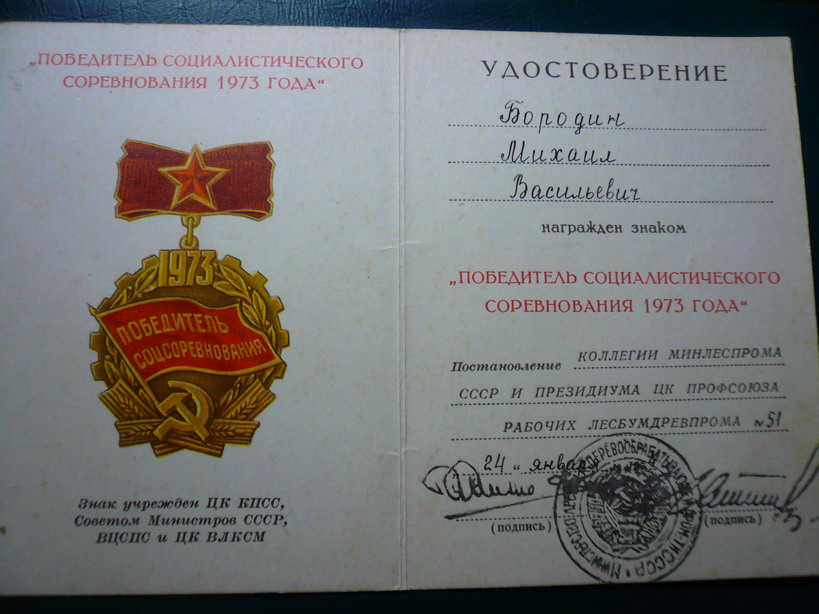 „ПОБЕДИТЕЛЬ СОЦИАЛИСТИЧЕСКОГО
СОРЕВНОВАНИЯ 1973 ГОДА“
1973
ПОБЕДИТЕЛЬ
СОЦСОРЕВНОВАНИЯ
Знак учрежден ЦК КПСС,
Советом Министров СССР,
ВЦСПС и ЦК ВЛКСМ
УДОСТОВЕРЕНИЕ
Бородин
Михаил
Васильевич
награжден знаком
„ПОБЕДИТЕЛЬ СОЦИАЛИСТИЧЕСКОГО
СОРЕВНОВАНИЯ 1973 ГОДА“
Постановление КОЛЛЕГИИ МИНЛЕСПРОМА
СССР И ПРЕЗИДИУМА ЦК ПРОФСОЮЗА
РАБОЧИХ ЛЕСБУМДРЕВПРОМА №51
24 „ января
(подпись) (подпись)